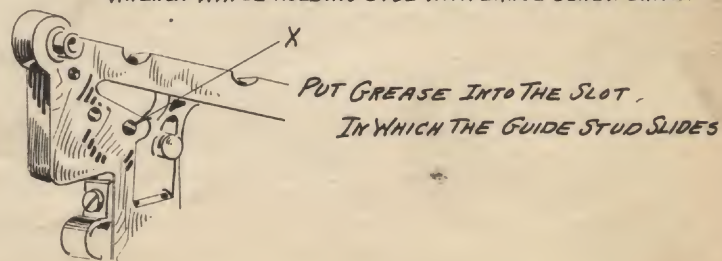 X
PUT GREASE INTO THE SLOT,
IN WHICH THE GUIDE STUD SLIDES